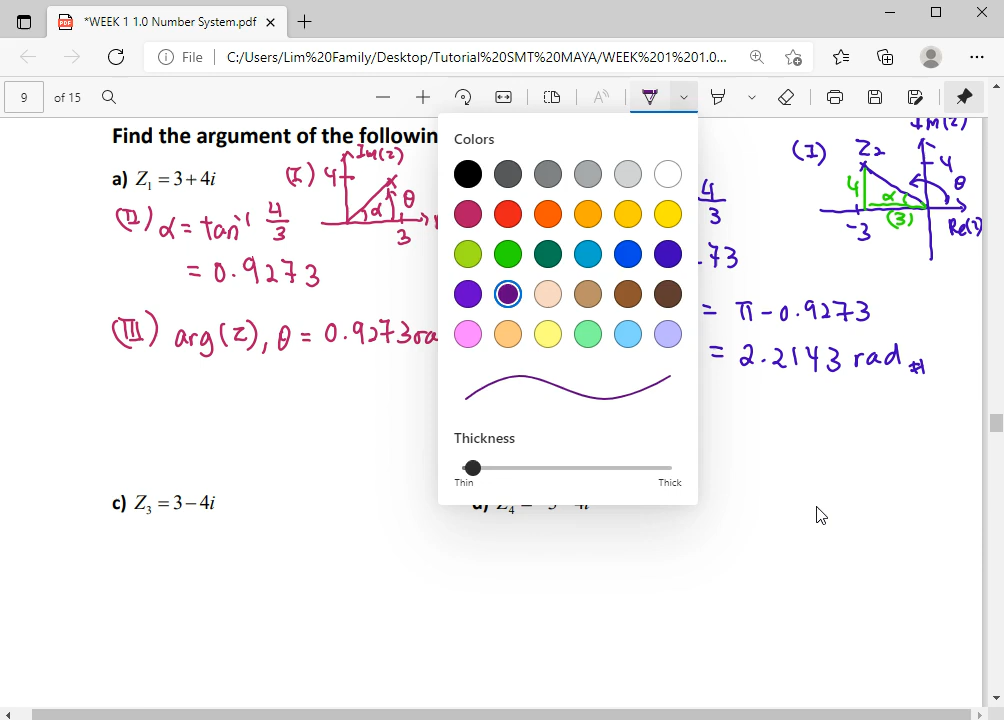 *WEEK 1 1.0 Number System.pdf
File C:/Users/Lim%20Family/Desktop/Tutorial%20SMT%20MAYA/WEEK%201%201.0...
9 of 15
Find the argument of the followin
Im(z)
a) Z₁ = 3 + 4i
(I) 4
θ
α
3
(II) α = tan⁻¹ 4/3
= 0.9273
(III) arg(z), θ = 0.9273 ra
Colors
Thickness
Thin Thick
Im(z)
(I) Z₂
4
4
θ
α
-3
(3)
Re(z)
4/3
.73
= π - 0.9273
= 2.2143 rad #
c) Z₃ = 3 − 4i